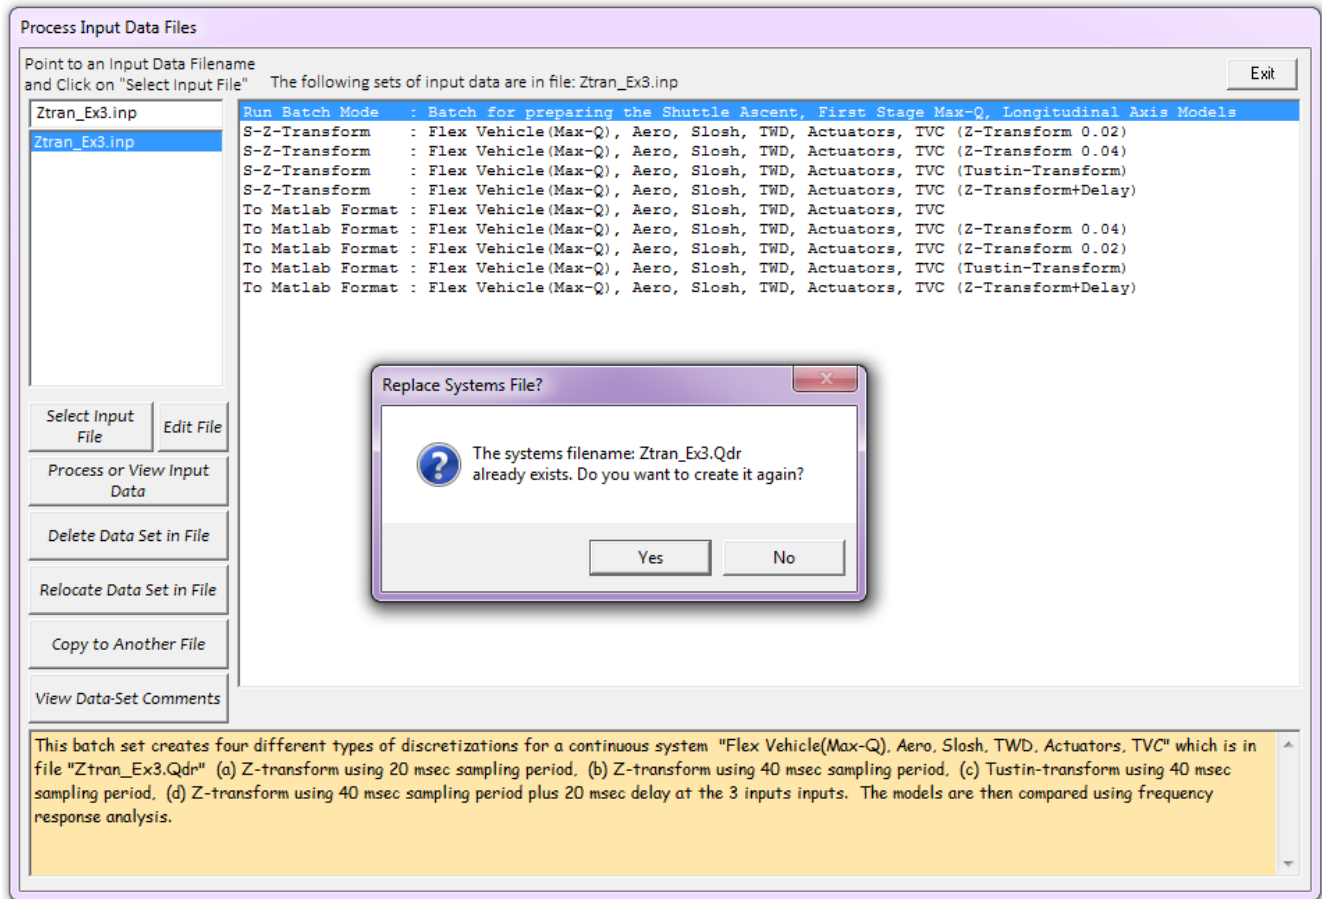 Process Input Data Files
Point to an Input Data Filename
and Click on "Select Input File"
The following sets of input data are in file: Ztran_Ex3.inp
Exit
Ztran_Ex3.inp
Ztran_Ex3.inp
Run Batch Mode : Batch for preparing the Shuttle Ascent, First Stage Max-Q, Longitudinal Axis Models
S-Z-Transform : Flex Vehicle(Max-Q), Aero, Slosh, TWD, Actuators, TVC (Z-Transform 0.02)
S-Z-Transform : Flex Vehicle(Max-Q), Aero, Slosh, TWD, Actuators, TVC (Z-Transform 0.04)
S-Z-Transform : Flex Vehicle(Max-Q), Aero, Slosh, TWD, Actuators, TVC (Tustin-Transform)
S-Z-Transform : Flex Vehicle(Max-Q), Aero, Slosh, TWD, Actuators, TVC (Z-Transform+Delay)
To Matlab Format : Flex Vehicle(Max-Q), Aero, Slosh, TWD, Actuators, TVC
To Matlab Format : Flex Vehicle(Max-Q), Aero, Slosh, TWD, Actuators, TVC (Z-Transform 0.04)
To Matlab Format : Flex Vehicle(Max-Q), Aero, Slosh, TWD, Actuators, TVC (Z-Transform 0.02)
To Matlab Format : Flex Vehicle(Max-Q), Aero, Slosh, TWD, Actuators, TVC (Tustin-Transform)
To Matlab Format : Flex Vehicle(Max-Q), Aero, Slosh, TWD, Actuators, TVC (Z-Transform+Delay)
Replace Systems File?
The systems filename: Ztran_Ex3.Qdr
already exists. Do you want to create it again?
Yes
No
Select Input
File
Edit File
Process or View Input
Data
Delete Data Set in File
Relocate Data Set in File
Copy to Another File
View Data-Set Comments
This batch set creates four different types of discretizations for a continuous system "Flex Vehicle(Max-Q), Aero, Slosh, TWD, Actuators, TVC" which is in
file "Ztran_Ex3.Qdr" (a) Z-transform using 20 msec sampling period, (b) Z-transform using 40 msec sampling period, (c) Tustin-transform using 40 msec
sampling period, (d) Z-transform using 40 msec sampling period plus 20 msec delay at the 3 inputs inputs. The models are then compared using frequency
response analysis.